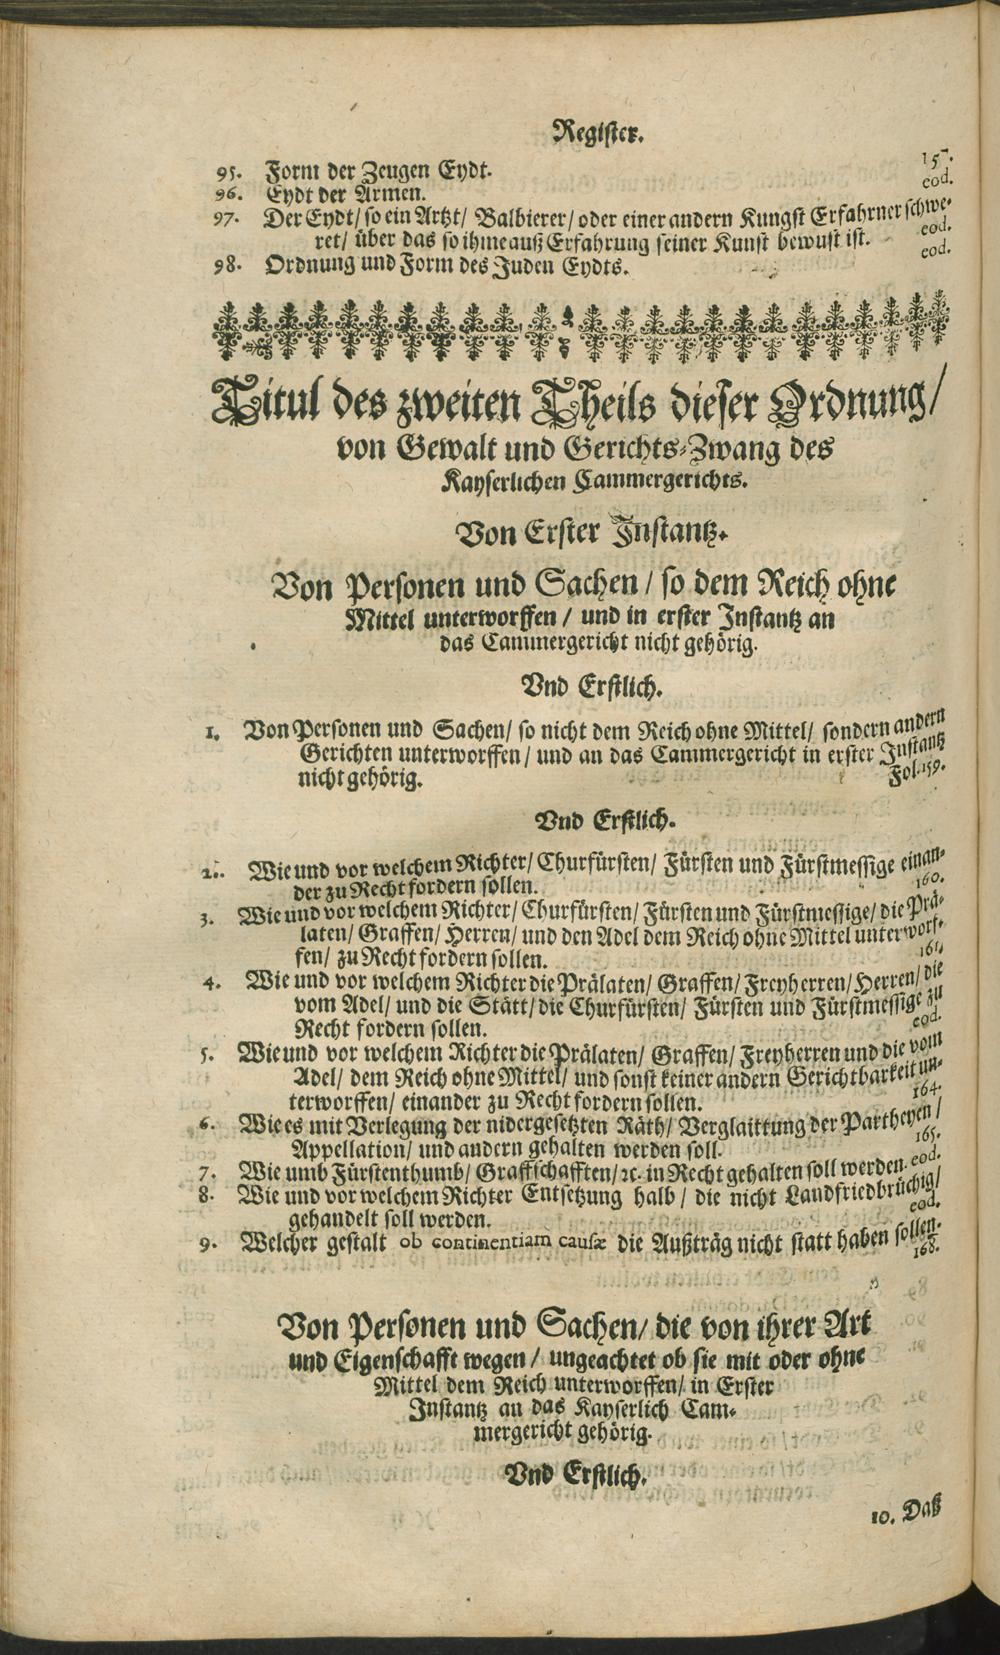 Register.
95. Form der Zeugen Eydt.
96. Eydt der Armen. eod.
97. Der Eydt/ so ein Artzt/ Balbierer/ oder einer andern Kungst Erfahrner schwe-
ret/ über das so ihme auß Erfahrung seiner Kunst bewust ist. eod.
98. Ordnung und Form des Juden Eydts. eod.
Titul des zweiten Theils dieser Ordnung/
von Gewalt und Gerichts-Zwang des
Kayserlichen Cammergerichts.
Von Erster Instantz.
Von Personen und Sachen/ so dem Reich ohne
Mittel unterworffen/ und in erster Instantz an
das Cammergericht nicht gehörig.
Vnd Erstlich.
1. Von Personen und Sachen/ so nicht dem Reich ohne Mittel/ sondern andern
Gerichten unterworffen/ und an das Cammergericht in erster Instantz
nicht gehörig. Fol. 159.
Vnd Erstlich.
2. Wie und vor welchem Richter/ Churfürsten/ Fürsten und Fürstmessige einan-
der zu Recht fordern sollen. 160.
3. Wie und vor welchem Richter/ Churfürsten/ Fürsten und Fürstmessige/ die Prä-
laten/ Graffen/ Herren/ und den Adel dem Reich ohne Mittel unterworf-
fen/ zu Recht fordern sollen. 161.
4. Wie und vor welchem Richter die Prälaten/ Graffen/ Freyherren/ Herren/ die
vom Adel/ und die Stätt/ die Churfürsten/ Fürsten und Fürstmessige zu
Recht fordern sollen. eod.
5. Wie und vor welchem Richter die Prälaten/ Graffen/ Freyherren und die vom
Adel/ dem Reich ohne Mittel/ und sonst keiner andern Gerichtbarkeit un-
terworffen/ einander zu Recht fordern sollen. 164.
6. Wie es mit Verlegung der nidergesetzten Räth/ Verglaittung der Partheyen/
Appellation/ und andern gehalten werden soll. 165.
7. Wie umb Fürstenthumb/ Graffschafften/ ꝛc. in Recht gehalten soll werden. eod.
8. Wie und vor welchem Richter Entsetzung halb/ die nicht Landfriedbrüchig/
gehandelt soll werden. eod.
9. Welcher gestalt ob continentiam causæ die Außträg nicht statt haben sollen.
168.
Von Personen und Sachen/ die von ihrer Art
und Eigenschafft wegen/ ungeachtet ob sie mit oder ohne
Mittel dem Reich unterworffen/ in Erster
Instantz an das Kayserlich Cam-
mergericht gehörig.
Vnd Erstlich.
10. Daß